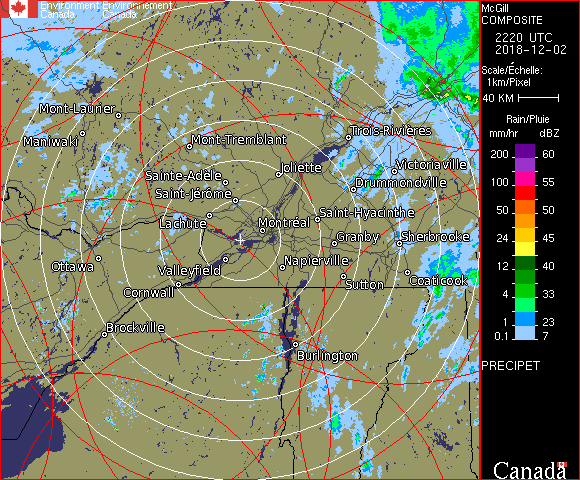 Environment Environnement
Canada Canada
McGill
COMPOSITE
2220 UTC
2018-12-02
Scale/Échelle:
1km/Pixel
40 KM
Rain/Pluie
mm/hr dBZ
200 60
100 55
50 50
24 45
12 40
4 33
2 23
0.1 7
PRECIPET
Canada
Mont-Laurier
Maniwaki
Mont-Tremblant
Trois-Rivières
Sainte-Adèle
Joliette
Victoriaville
Saint-Jérôme
Drummondville
Lachute
Montréal
Saint-Hyacinthe
Granby
Sherbrooke
Ottawa
Valleyfield
Napierville
Cornwall
Sutton
Coaticook
Brockville
Burlington